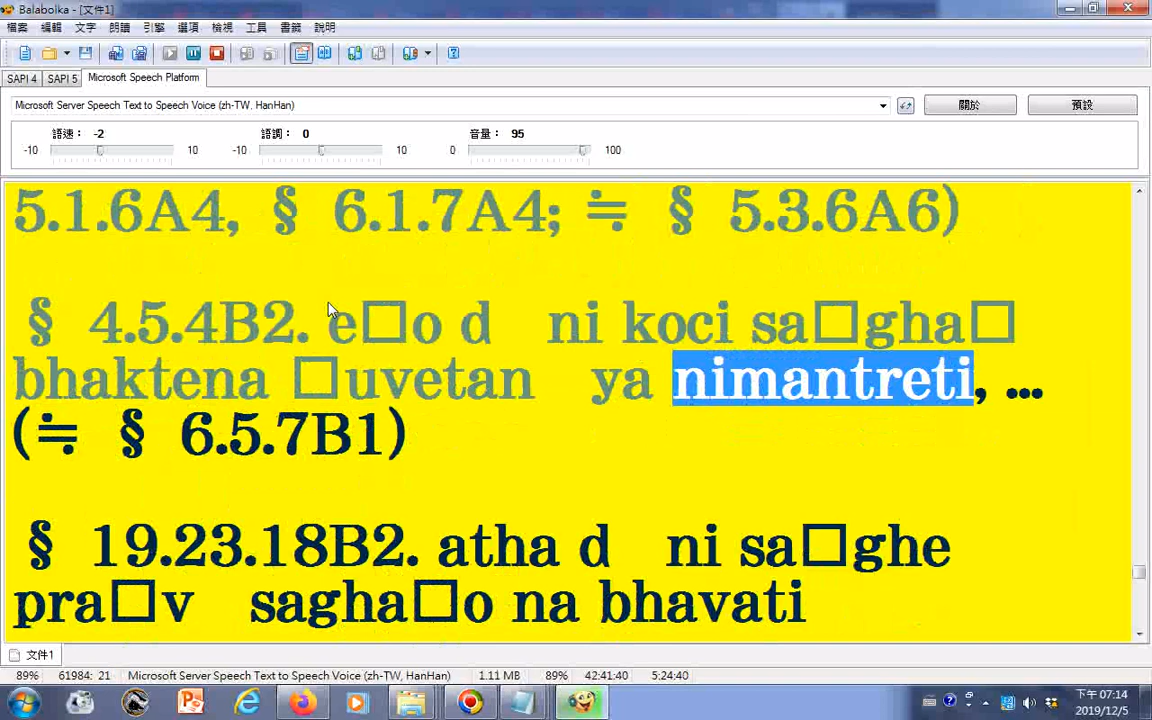 Balabolka - [文件1]
檔案 編輯 文字 朗讀 引擎 選項 檢視 工具 書籤 說明
SAPI 4 SAPI 5 Microsoft Speech Platform
Microsoft Server Speech Text to Speech Voice (zh-TW, HanHan) 關於 預設
語速： -2 語調： 0 音量： 95
-10 10 -10 10 0 100
5.1.6A4, § 6.1.7A4; ≒ § 5.3.6A6)
§ 4.5.4B2. e□o d ni koci sa□gha□
bhaktena □uvetan ya nimantreti, ...
(≒ § 6.5.7B1)
§ 19.23.18B2. atha d ni sa□ghe
pra□v sagha□o na bhavati
文件1
89% 61984: 21 Microsoft Server Speech Text to Speech Voice (zh-TW, HanHan) 1.11 MB 89% 42:41:40 5:24:40
下午 07:14
2019/12/5